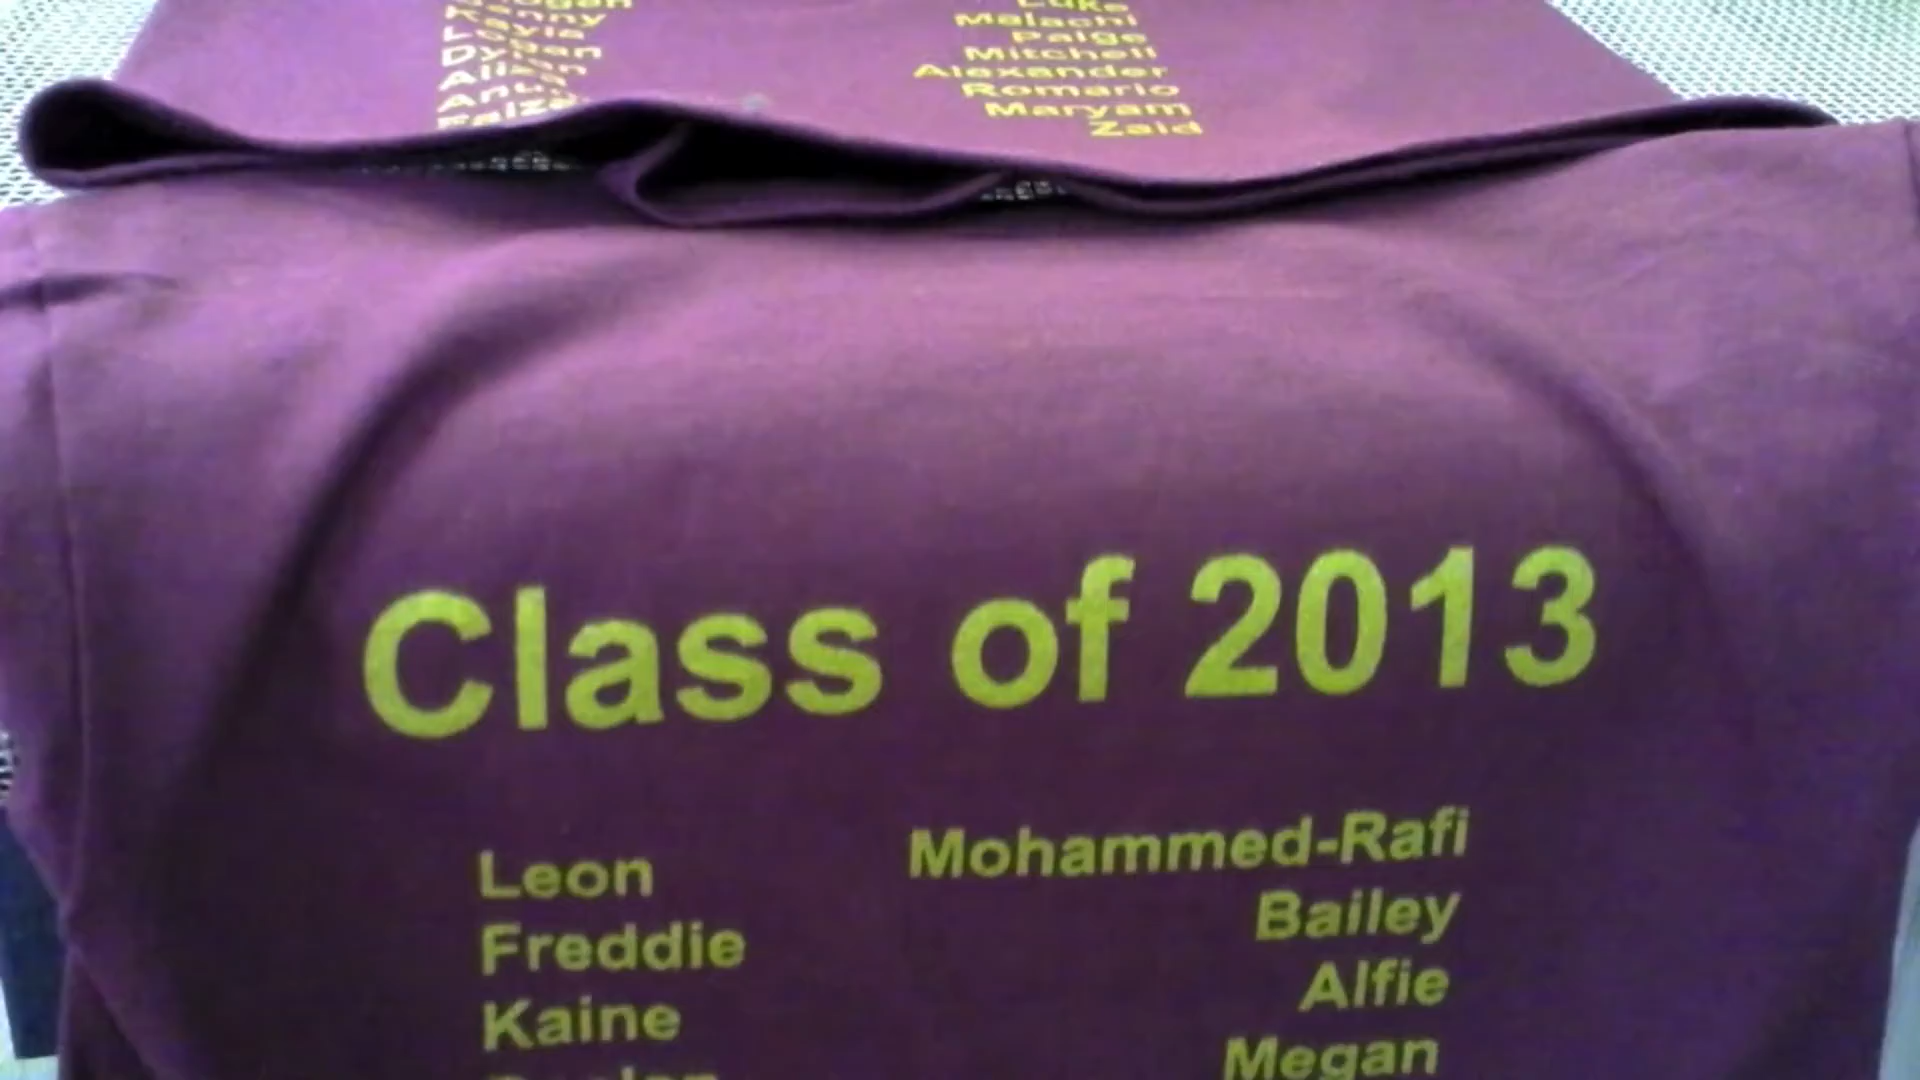 Kenny
Luke
Malachi
Paige
Dylan
Mitchell
Alexander
Romario
Maryam
Zaid
Class of 2013
Leon
Mohammed-Rafi
Freddie
Bailey
Kaine
Alfie
Megan